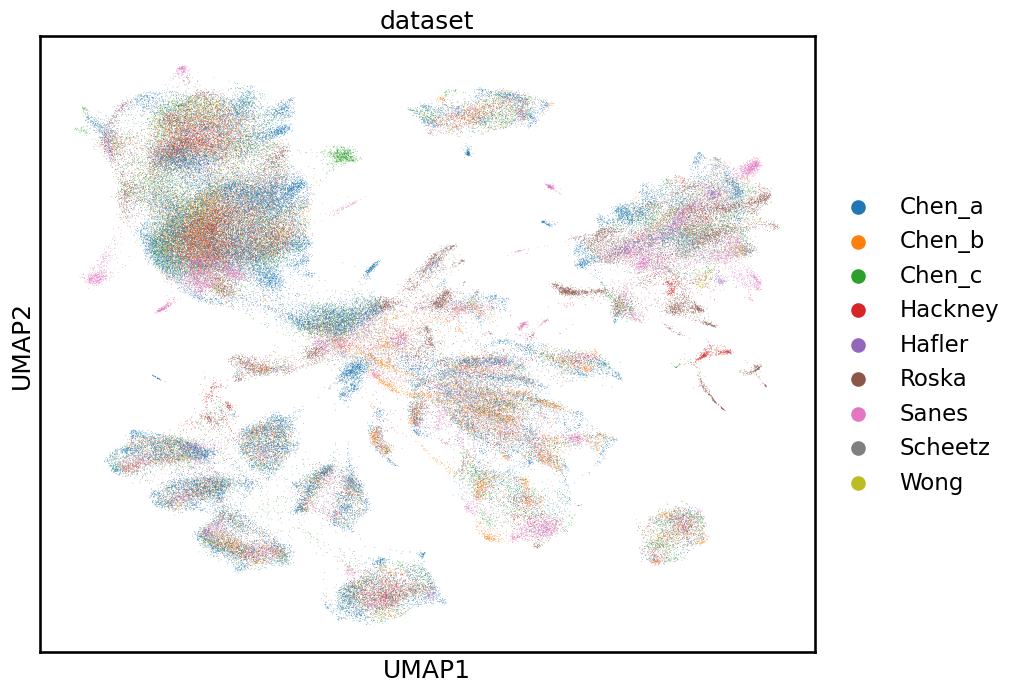 dataset
UMAP2
UMAP1
Chen_a
Chen_b
Chen_c
Hackney
Hafler
Roska
Sanes
Scheetz
Wong